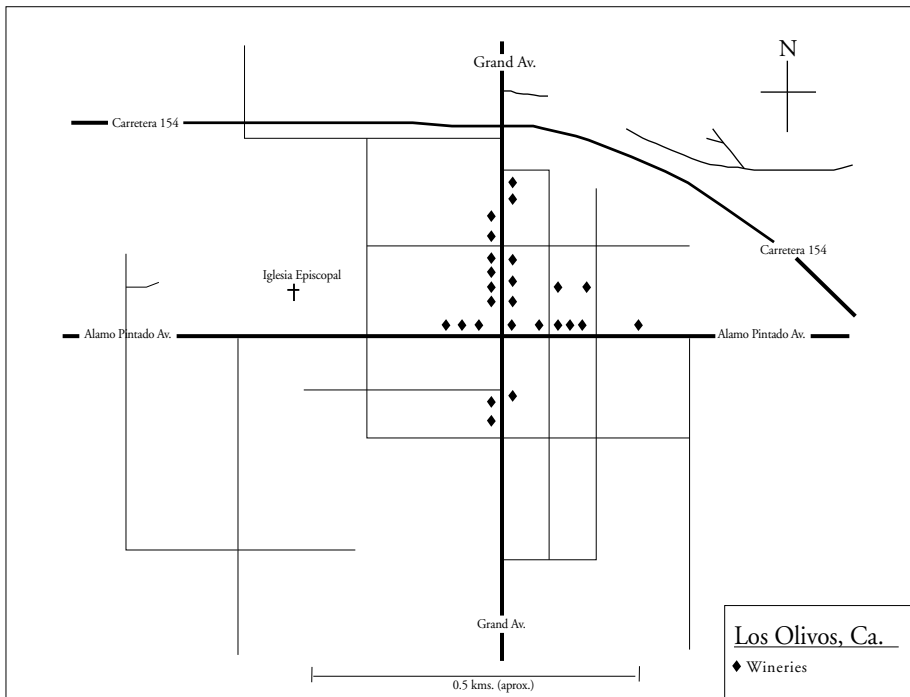 Grand Av.
N
Carretera 154
Carretera 154
Iglesia Episcopal
Alamo Pintado Av.
Alamo Pintado Av.
Grand Av.
Los Olivos, Ca.
Wineries
0.5 kms. (aprox.)